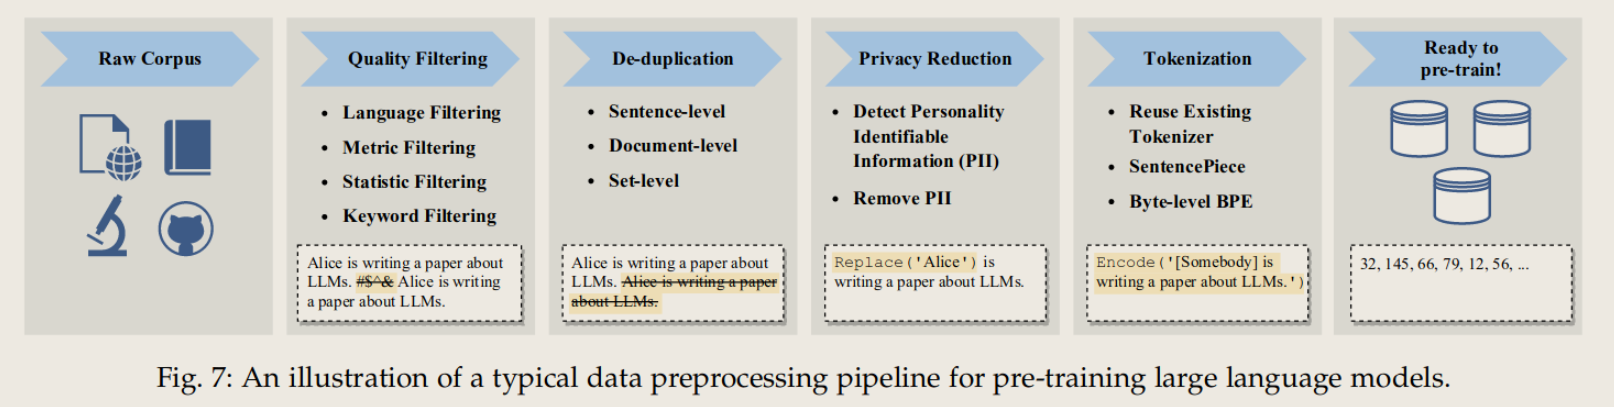 Raw Corpus
Quality Filtering
• Language Filtering
• Metric Filtering
• Statistic Filtering
• Keyword Filtering
Alice is writing a paper about
LLMs. #$^& Alice is writing
a paper about LLMs.
De-duplication
• Sentence-level
• Document-level
• Set-level
Alice is writing a paper about
LLMs. Alice is writing a paper
about LLMs.
Privacy Reduction
• Detect Personality
Identifiable
Information (PII)
• Remove PII
Replace('Alice') is
writing a paper about LLMs.
Tokenization
• Reuse Existing
Tokenizer
• SentencePiece
• Byte-level BPE
Encode('[Somebody] is
writing a paper about LLMs.')
Ready to
pre-train!
32, 145, 66, 79, 12, 56, ...
Fig. 7: An illustration of a typical data preprocessing pipeline for pre-training large language models.